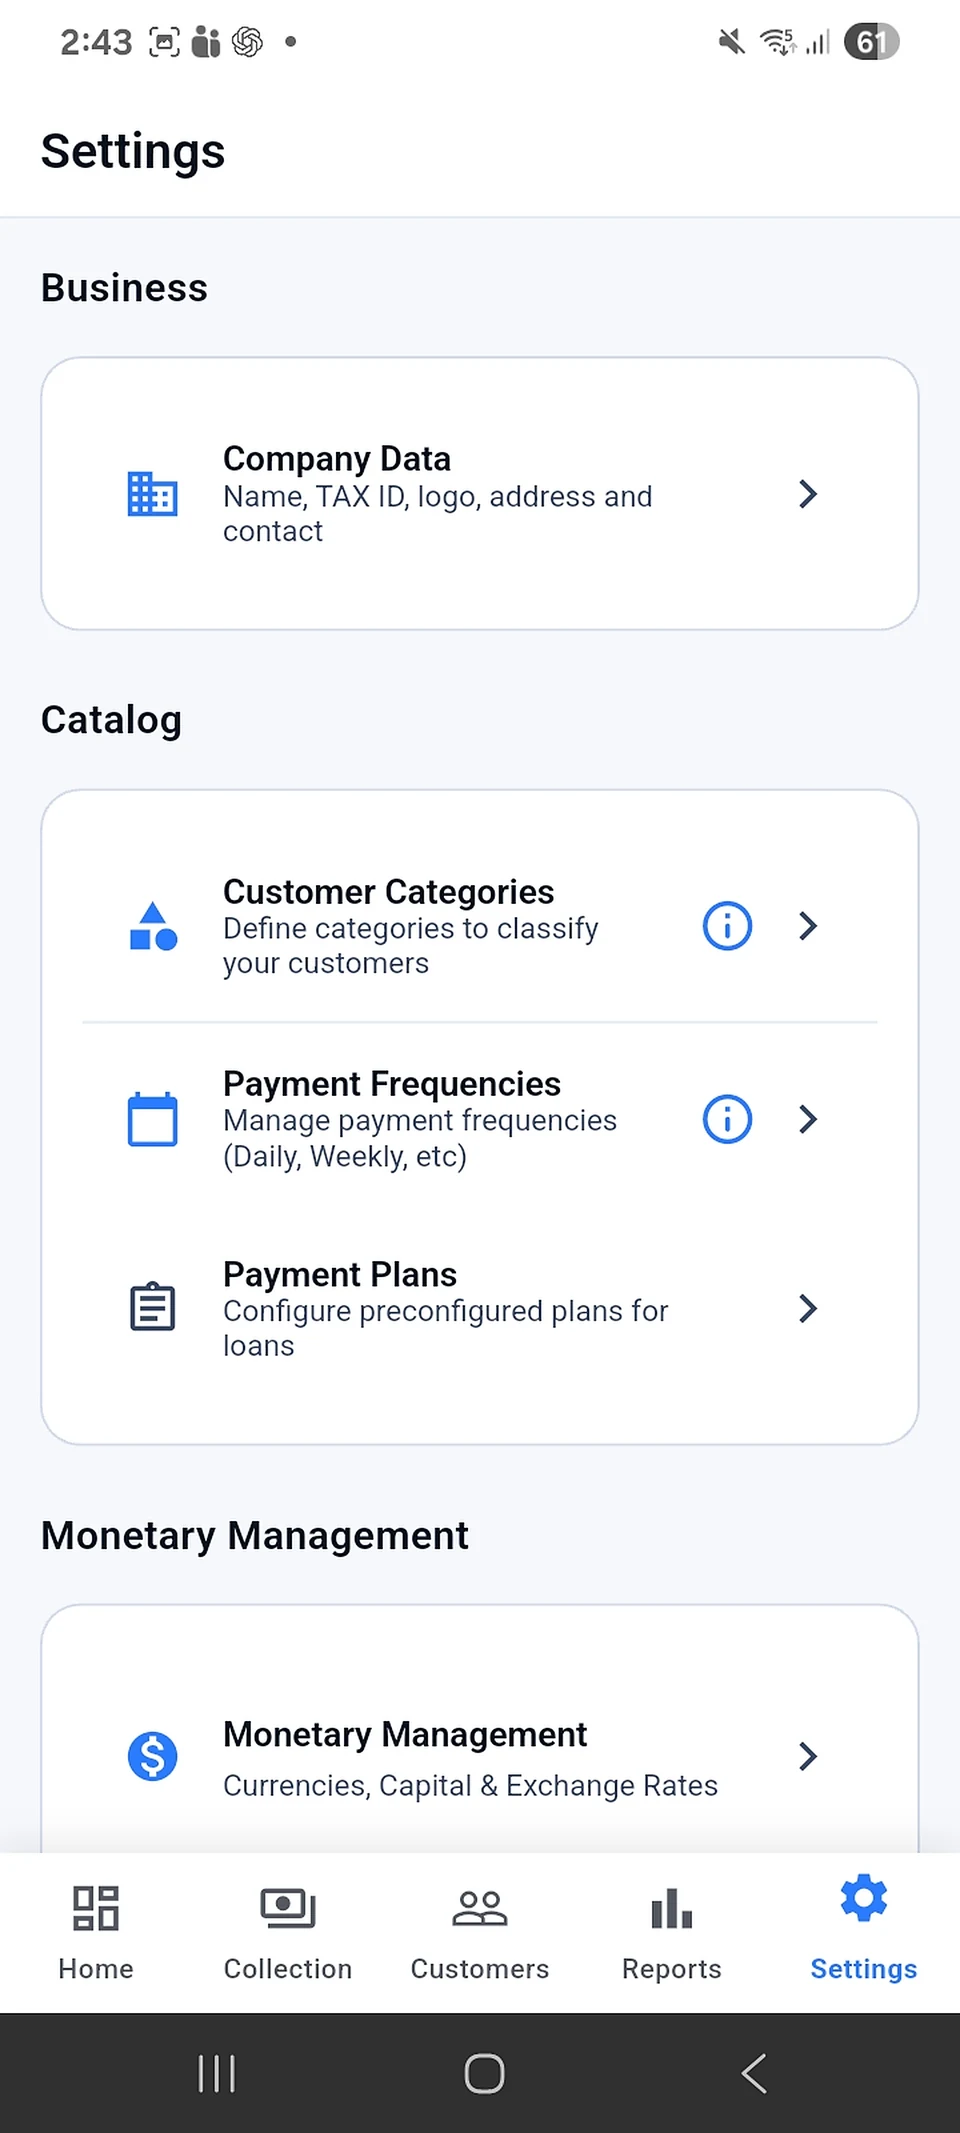 2:43
5
61
Settings
Business
Company Data
Name, TAX ID, logo, address and
contact
Catalog
Customer Categories
Define categories to classify
your customers
Payment Frequencies
Manage payment frequencies
(Daily, Weekly, etc)
Payment Plans
Configure preconfigured plans for
loans
Monetary Management
Monetary Management
Currencies, Capital & Exchange Rates
Home
Collection
Customers
Reports
Settings